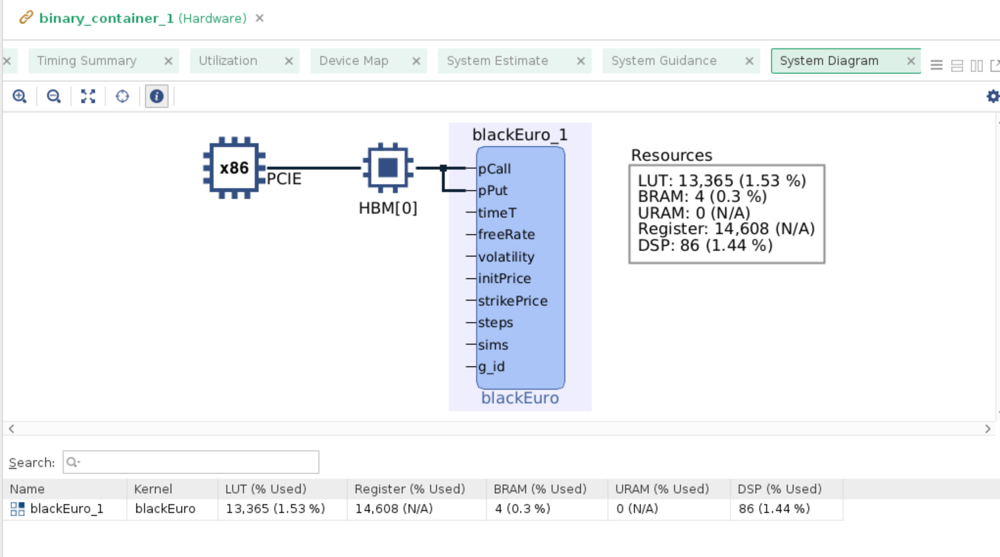 binary_container_1 (Hardware)
Timing Summary
Utilization
Device Map
System Estimate
System Guidance
System Diagram
blackEuro_1
x86
PCIE
HBM[0]
pCall
pPut
timeT
freeRate
volatility
initPrice
strikePrice
steps
sims
g_id
blackEuro
Resources
LUT: 13,365 (1.53 %)
BRAM: 4 (0.3 %)
URAM: 0 (N/A)
Register: 14,608 (N/A)
DSP: 86 (1.44 %)
Search:
Name Kernel LUT (% Used) Register (% Used) BRAM (% Used) URAM (% Used) DSP (% Used)
blackEuro_1 blackEuro 13,365 (1.53 %) 14,608 (N/A) 4 (0.3 %) 0 (N/A) 86 (1.44 %)